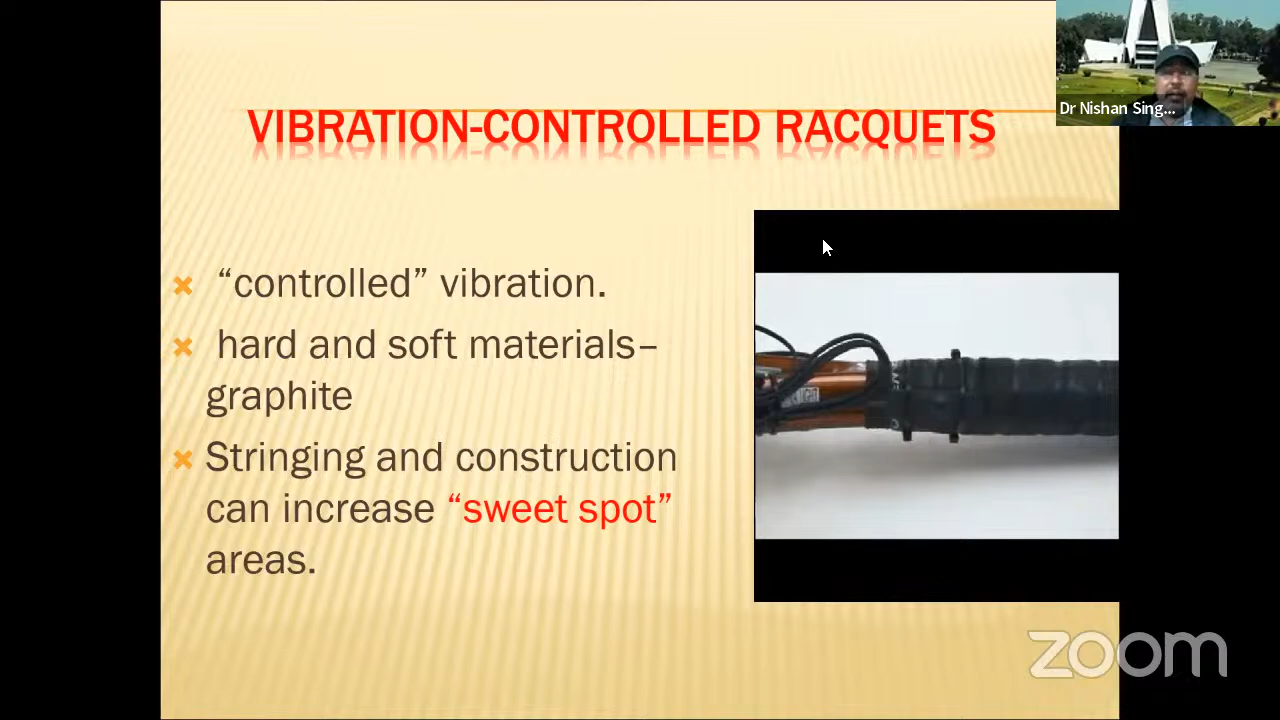 Dr Nishan Sing...
VIBRATION-CONTROLLED RACQUETS
“controlled” vibration.
hard and soft materials–
graphite
Stringing and construction
can increase “sweet spot”
areas.
zoom